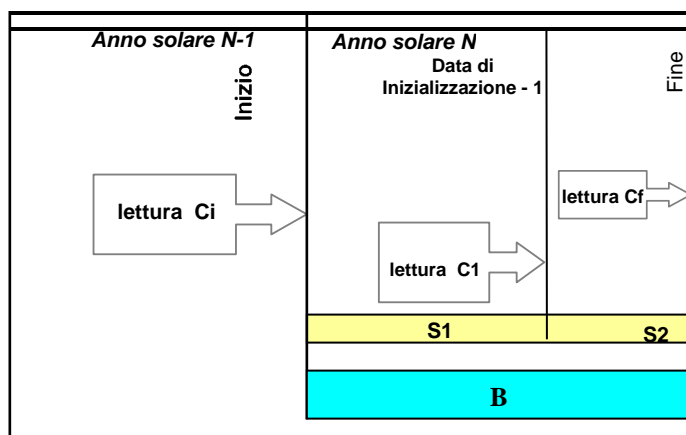 Anno solare N-1
Anno solare N
Data di
Inizializzazione - 1
Inizio
Fine
lettura Ci
lettura Cf
lettura C1
S1
S2
B